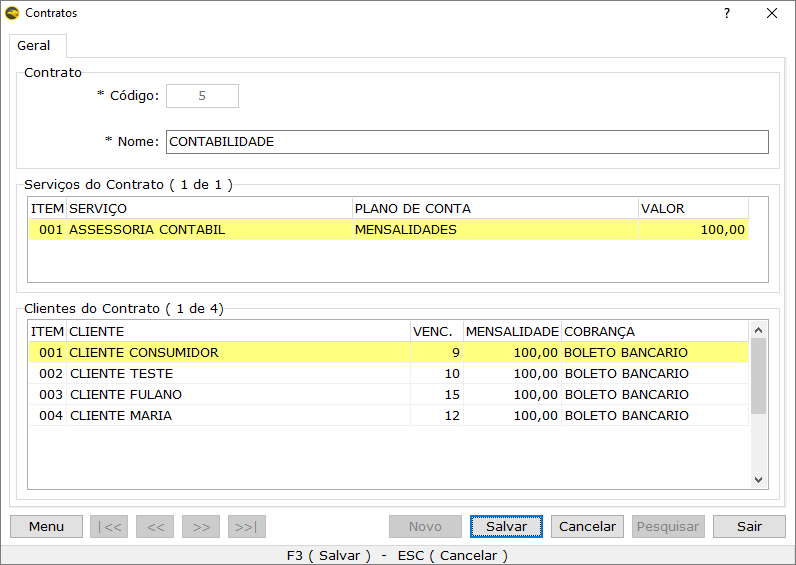 Contratos ?
Geral
Contrato
* Código: 5
* Nome: CONTABILIDADE
Serviços do Contrato ( 1 de 1 )
ITEM SERVIÇO PLANO DE CONTA VALOR
001 ASSESSORIA CONTABIL MENSALIDADES 100,00
Clientes do Contrato ( 1 de 4)
ITEM CLIENTE VENC. MENSALIDADE COBRANÇA
001 CLIENTE CONSUMIDOR 9 100,00 BOLETO BANCARIO
002 CLIENTE TESTE 10 100,00 BOLETO BANCARIO
003 CLIENTE FULANO 15 100,00 BOLETO BANCARIO
004 CLIENTE MARIA 12 100,00 BOLETO BANCARIO
Menu |<< << >> >>| Novo Salvar Cancelar Pesquisar Sair
F3 ( Salvar ) - ESC ( Cancelar )